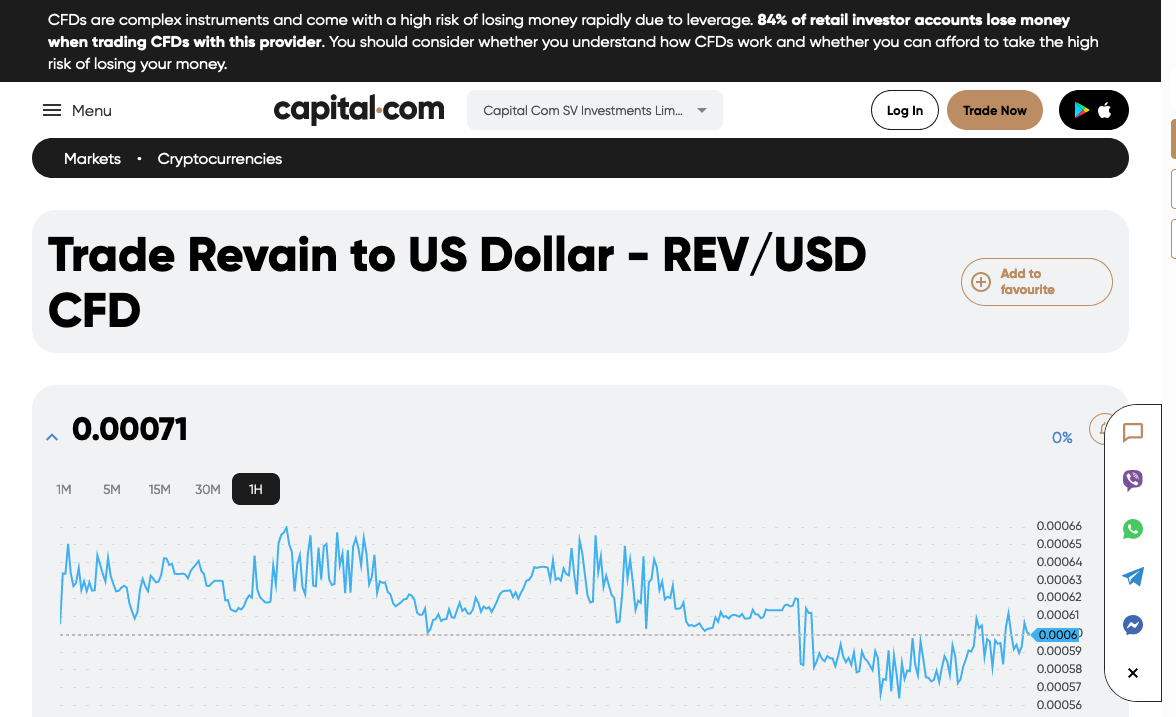 CFDs are complex instruments and come with a high risk of losing money rapidly due to leverage. 84% of retail investor accounts lose money
when trading CFDs with this provider. You should consider whether you understand how CFDs work and whether you can afford to take the high
risk of losing your money.
Menu
capital.com
Capital Com SV Investments Lim...
Log In
Trade Now
Markets • Cryptocurrencies
Trade Revain to US Dollar - REV/USD
CFD
Add to
favourite
0.00071
0%
1M 5M 15M 30M 1H
0.00066
0.00065
0.00064
0.00063
0.00062
0.00061
0.0006
0.00059
0.00058
0.00057
0.00056